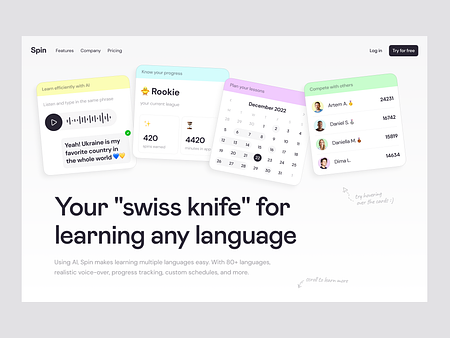 Spin
Features
Company
Pricing
Log in
Try for free
Learn efficiently with AI
Listen and type in the same phrase
Yeah! Ukraine is my
favorite country in
the whole world 💙💛
Know your progress
Rookie
your current league
420
4420
Plan your lessons
December 2022
Compete with others
Artem A. 🥇
24231
Daniel S. 🥈
16742
Daniella M. 🥉
15819
Dima L.
14634
try hovering
over the cards :)
Your "swiss knife" for
learning any language
Using AI, Spin makes learning multiple languages easy. With 80+ languages,
realistic voice-over, progress tracking, custom schedules, and more.
scroll to learn more